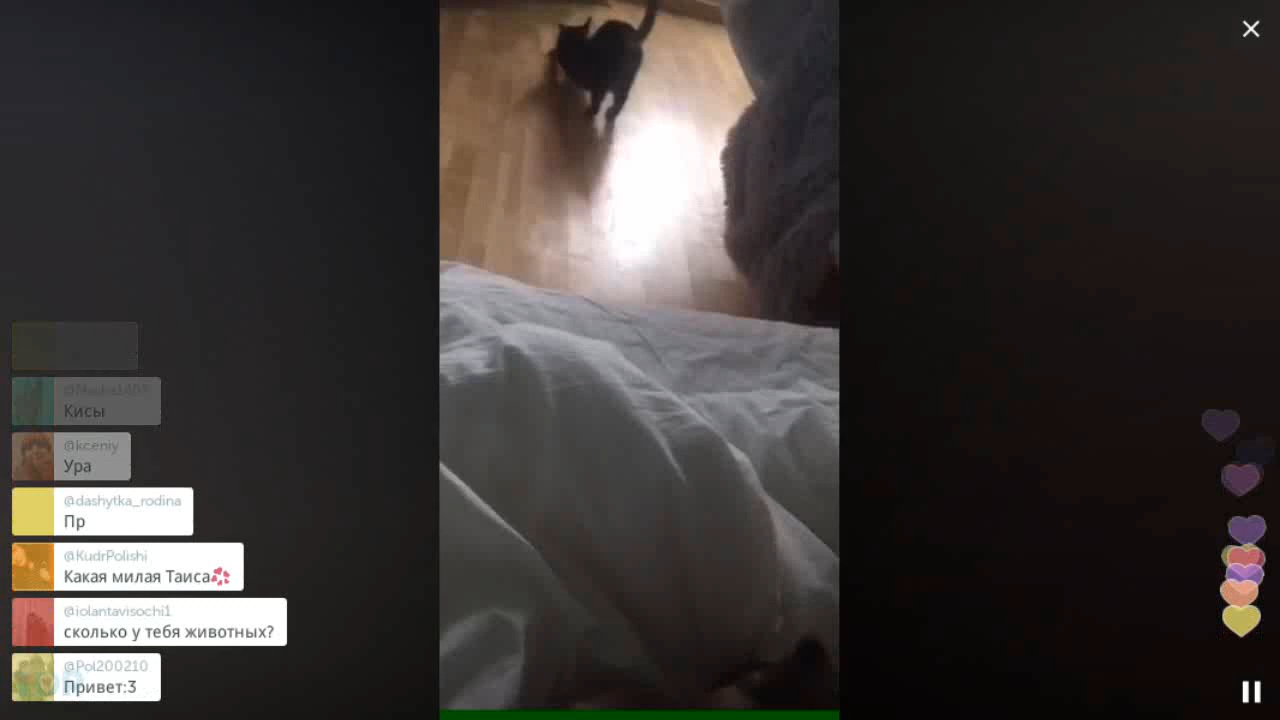 Кисы
@kceniy
Ура
@dashytka_rodina
Пр
@KudrPolishi
Какая милая Таиса💞
@iolantavisochi1
сколько у тебя животных?
@Pol200210
Привет:3